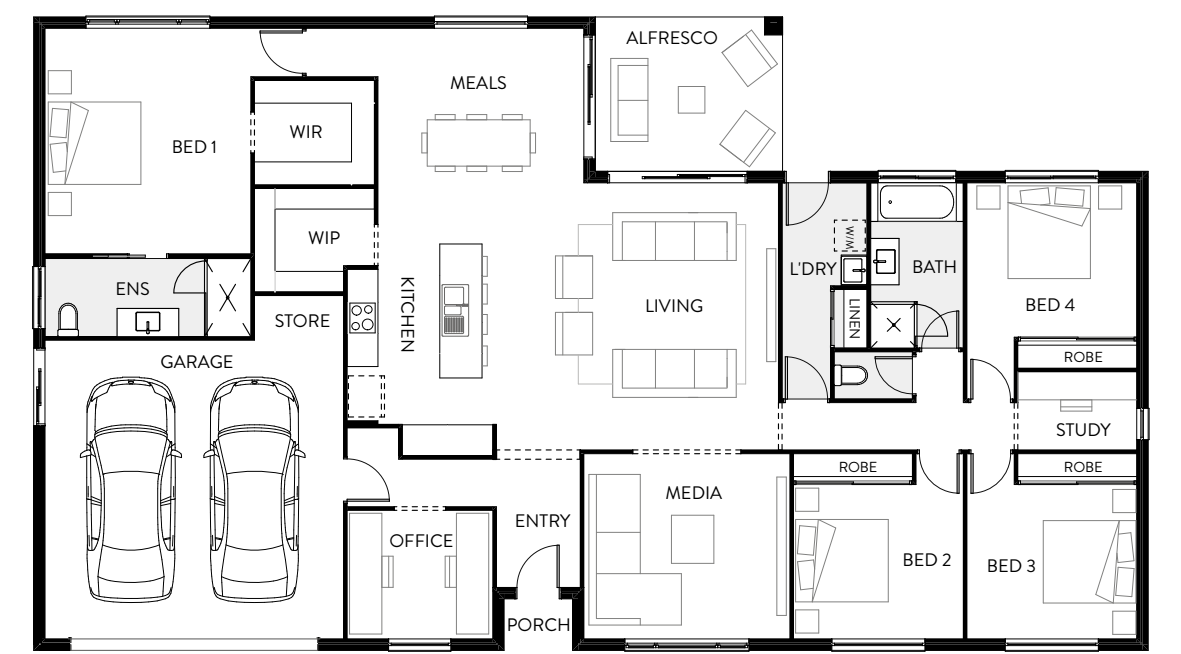 ALFRESCO
MEALS
WIR
BED 1
WIP
W/M
L'DRY
BATH
ENS
KITCHEN
LIVING
LINEN
BED 4
STORE
GARAGE
ROBE
STUDY
ROBE
ROBE
MEDIA
ENTRY
OFFICE
BED 2
BED 3
PORCH